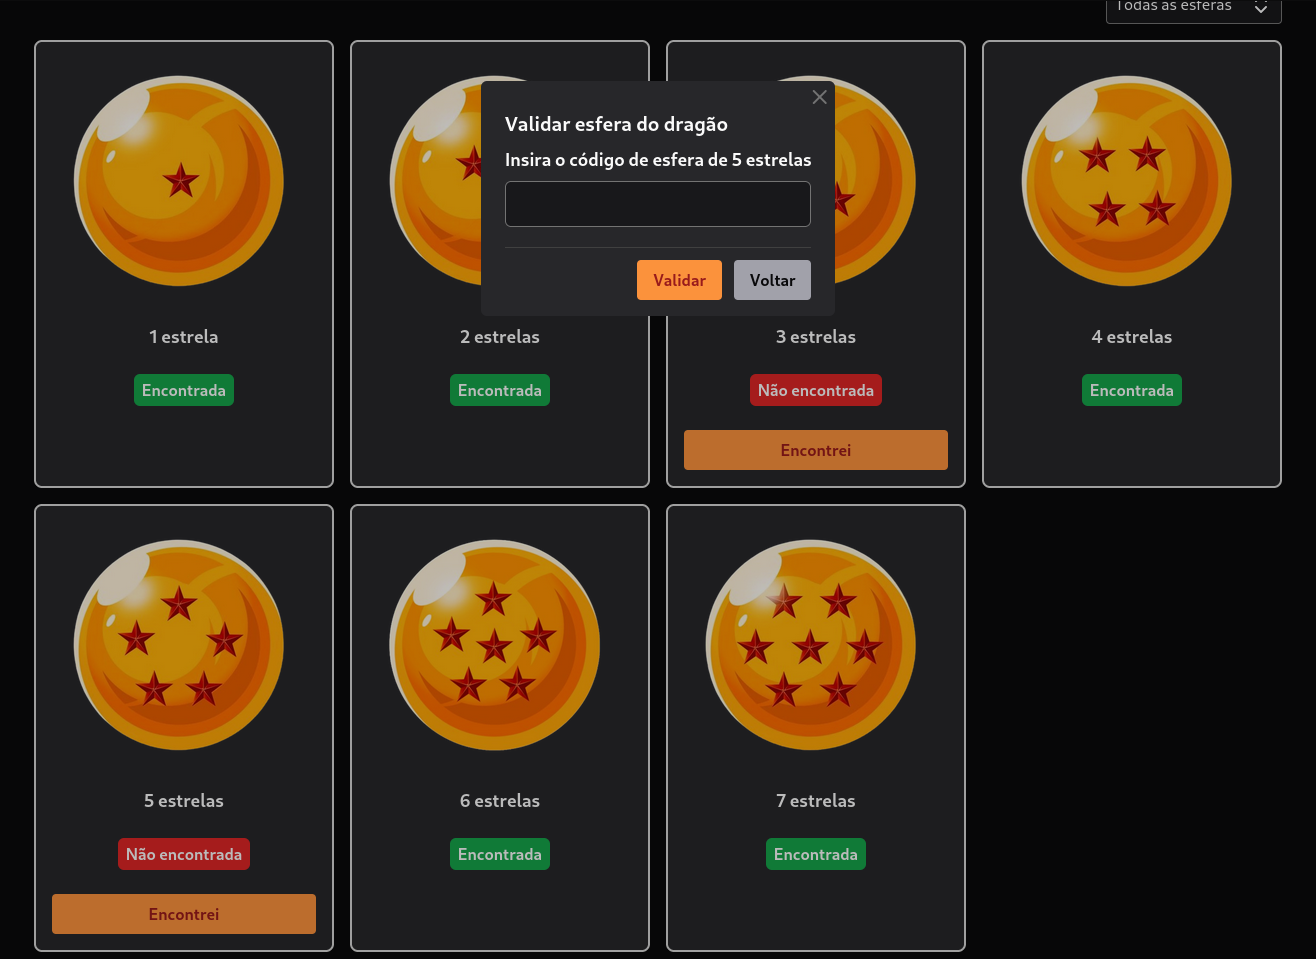 Todas as esferas
Validar esfera do dragão
Insira o código de esfera de 5 estrelas
Validar
Voltar
1 estrela
2 estrelas
3 estrelas
4 estrelas
Encontrada
Encontrada
Não encontrada
Encontrada
Encontrei
5 estrelas
6 estrelas
7 estrelas
Não encontrada
Encontrada
Encontrada
Encontrei